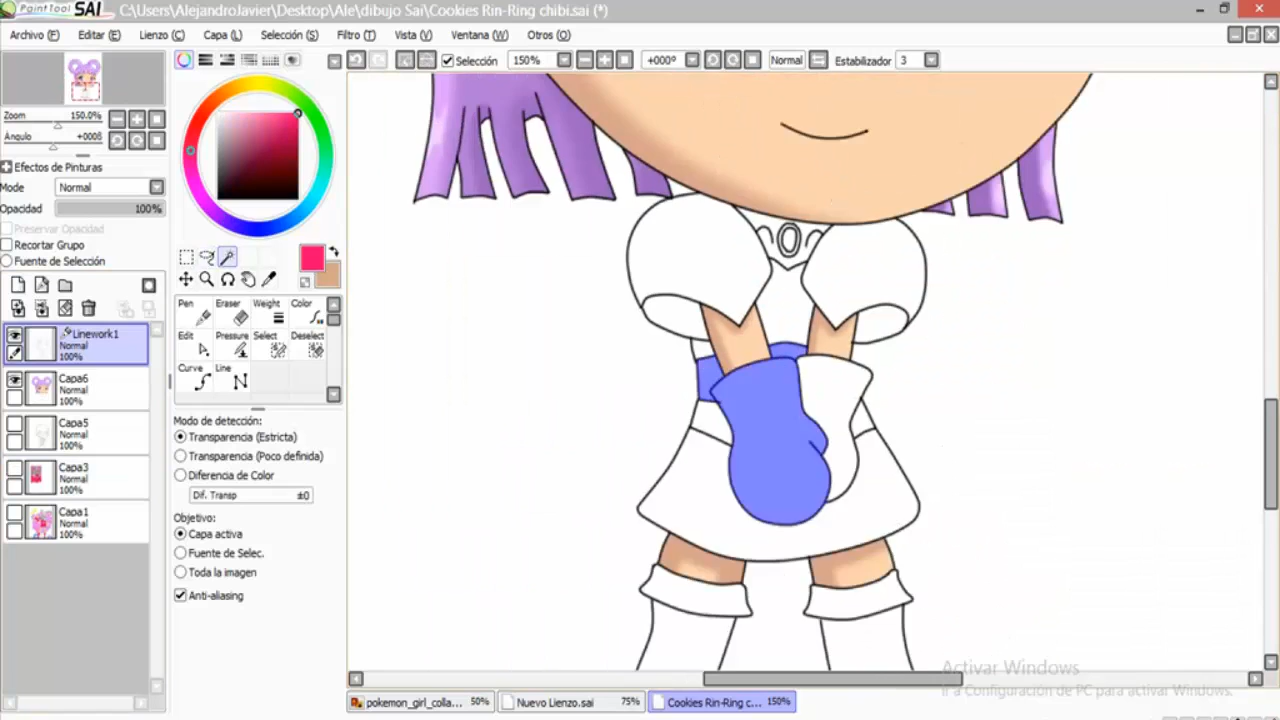 PaintTool SAI C:\Users\AlejandroJavier\Desktop\Ale\dibujo Sai\Cookies Rin-Ring chibi.sai (*)
Archivo (F) Editar (E) Lienzo (C) Capa (L) Selección (S) Filtro (T) Vista (V) Ventana (W) Otros (O)
Selección 150% +000º Normal Estabilizador 3
Zoom 150.0%
Ángulo +000º
Efectos de Pinturas
Mode Normal
Opacidad 100%
Preservar Opacidad
Recortar Grupo
Fuente de Selección
Linework1
Normal
100%
Capa6
Normal
100%
Capa5
Normal
100%
Capa3
Normal
100%
Capa1
Normal
100%
Pen Eraser Weight Color
Edit Pressure Select Deselect
Curve Line
Modo de detección:
Transparencia (Estricta)
Transparencia (Poco definida)
Diferencia de Color
Dif. Transp ±0
Objetivo:
Capa activa
Fuente de Selec.
Toda la imagen
Anti-aliasing
Activar Windows
Ir a Configuración de PC para activar Windows.
pokemon_girl_colla... 50% Nuevo Lienzo.sai 75% Cookies Rin-Ring c... 150%